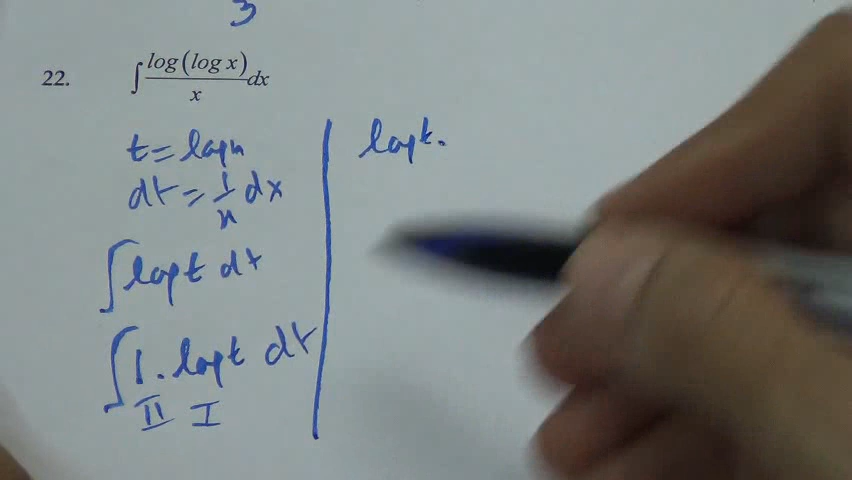 3
22. ∫ log(log x)/x dx
t = log x
dt = 1/x dx
∫ log t dt
∫ 1. log t dt
II I
log t.